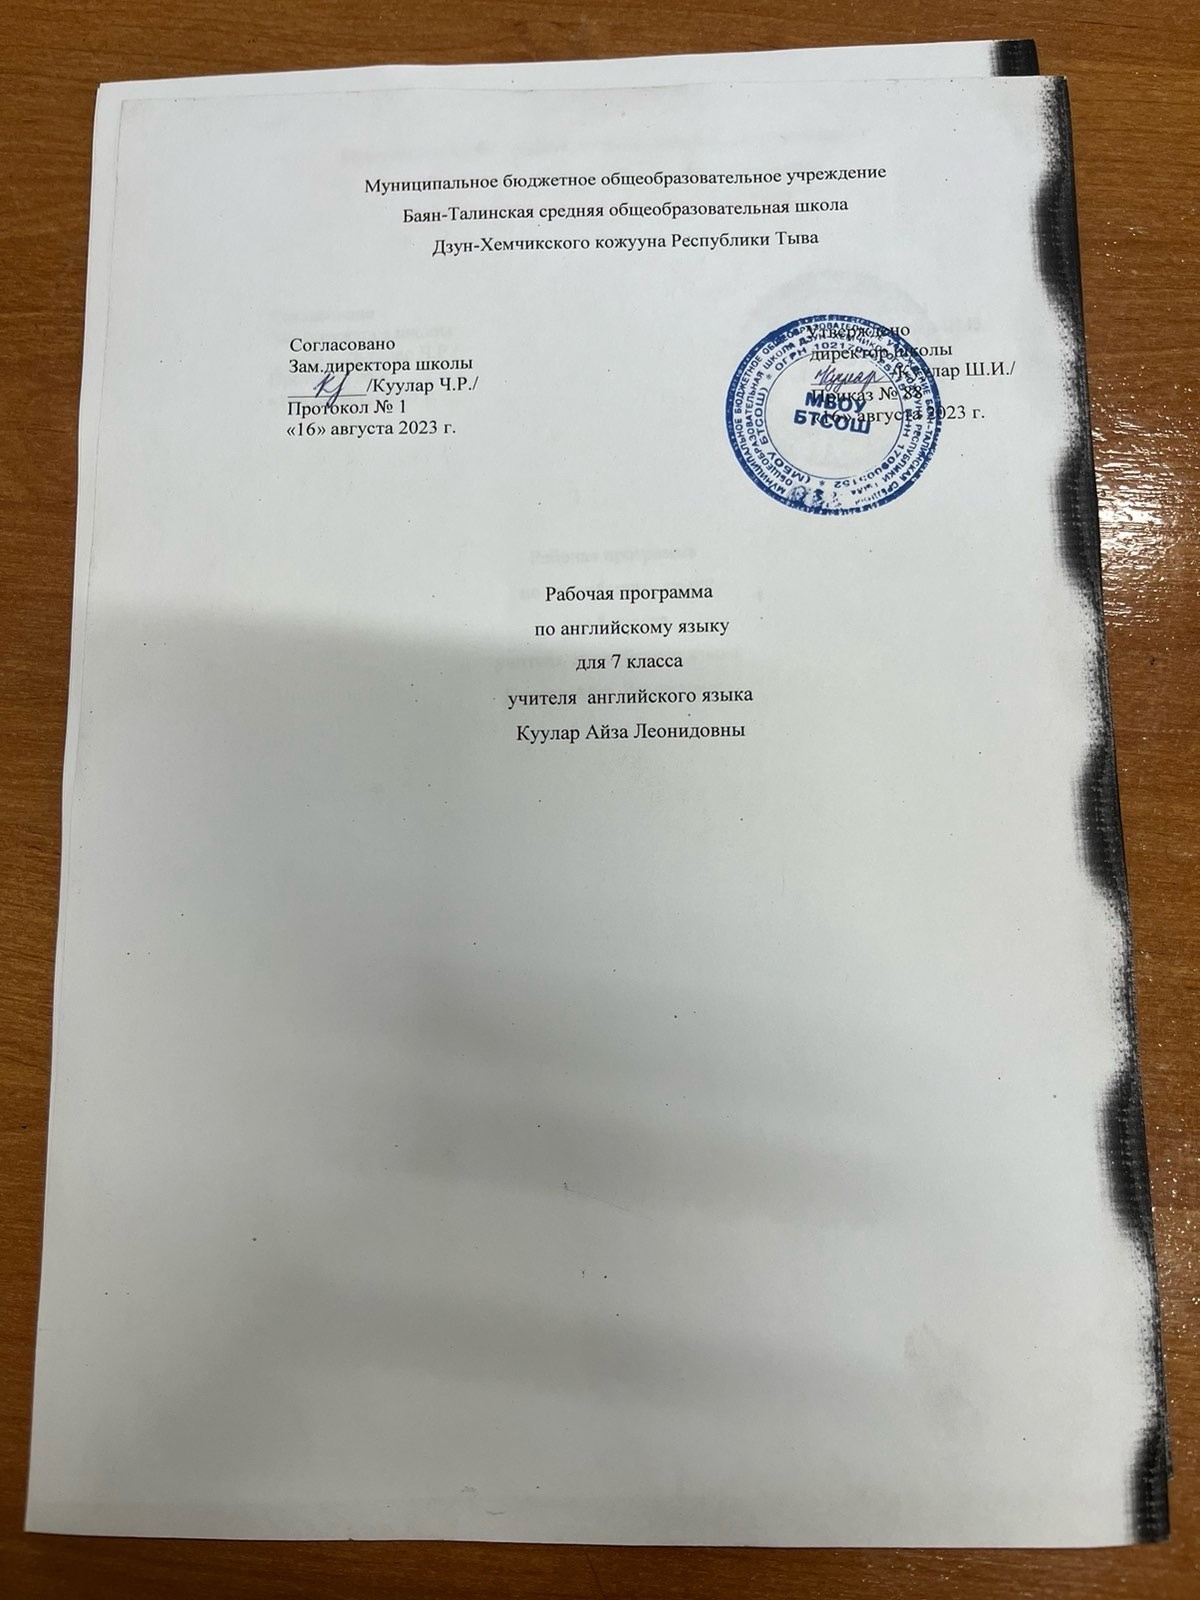 Муниципальное бюджетное общеобразовательное учреждение
Баян-Талинская средняя общеобразовательная школа
Дзун-Хемчикского кожууна Республики Тыва
Согласовано
Зам.директора школы
/Куулар Ч.Р./
Протокол № 1
«16» августа 2023 г.
Утверждено
директор школы
/Куулар Ш.И./
Приказ № 88
«16» августа 2023 г.
МБОУ
БТСОШ
Рабочая программа
по английскому языку
для 7 класса
учителя английского языка
Куулар Айза Леонидовны